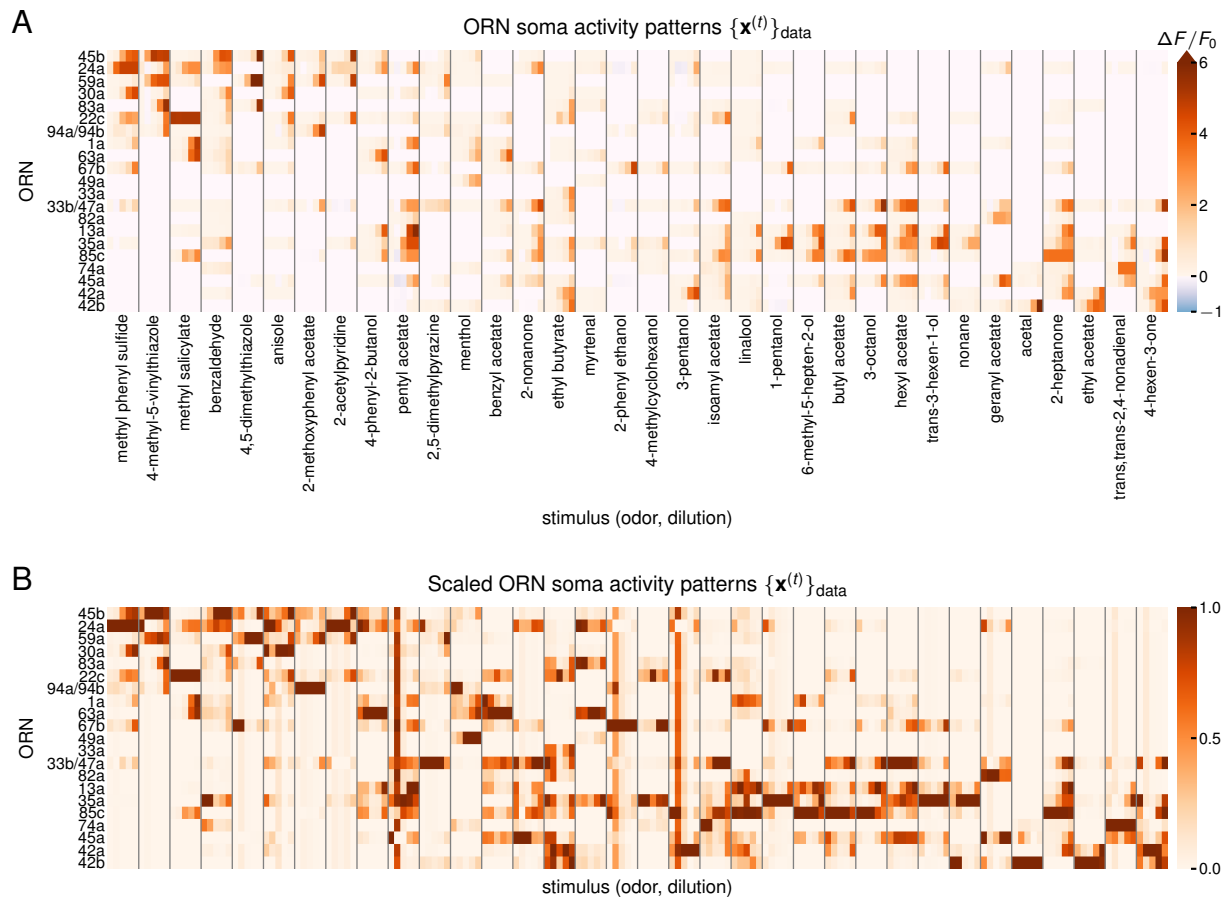 A
ORN soma activity patterns {x^(t)}_data
ΔF/F₀
6
4
2
0
−1
ORN
45b
24a
59a
30a
83a
22c
94a/94b
1a
63a
67b
49a
33a
33b/47a
82a
13a
35a
85c
74a
45a
42a
42b
methyl phenyl sulfide
4-methyl-5-vinylthiazole
methyl salicylate
benzaldehyde
4,5-dimethylthiazole
anisole
2-methoxyphenyl acetate
2-acetylpyridine
4-phenyl-2-butanol
pentyl acetate
2,5-dimethylpyrazine
menthol
benzyl acetate
2-nonanone
ethyl butyrate
myrtenal
2-phenyl ethanol
4-methylcyclohexanol
3-pentanol
isoamyl acetate
linalool
1-pentanol
6-methyl-5-hepten-2-ol
butyl acetate
3-octanol
hexyl acetate
trans-3-hexen-1-ol
nonane
geranyl acetate
acetal
2-heptanone
ethyl acetate
trans,trans-2,4-nonadienal
4-hexen-3-one
stimulus (odor, dilution)
B
Scaled ORN soma activity patterns {x^(t)}_data
1.0
0.5
0.0
ORN
45b
24a
59a
30a
83a
22c
94a/94b
1a
63a
67b
49a
33a
33b/47a
82a
13a
35a
85c
74a
45a
42a
42b
stimulus (odor, dilution)